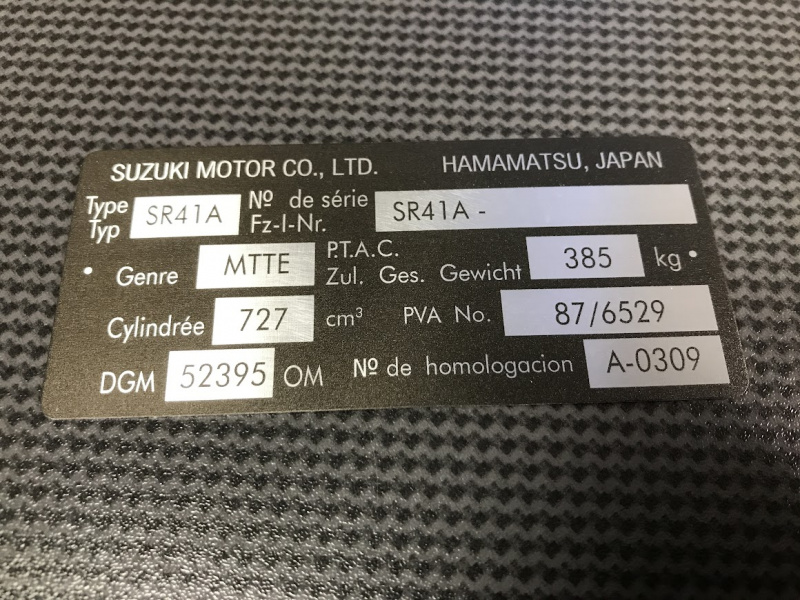 SUZUKI MOTOR CO., LTD. HAMAMATSU, JAPAN
Type SR41A Nº de série SR41A -
Typ Fz-I-Nr.
Genre MTTE P.T.A.C. 385 kg
Zul. Ges. Gewicht
Cylindrée 727 cm³ PVA No. 87/6529
DGM 52395 OM Nº de homologacion A-0309